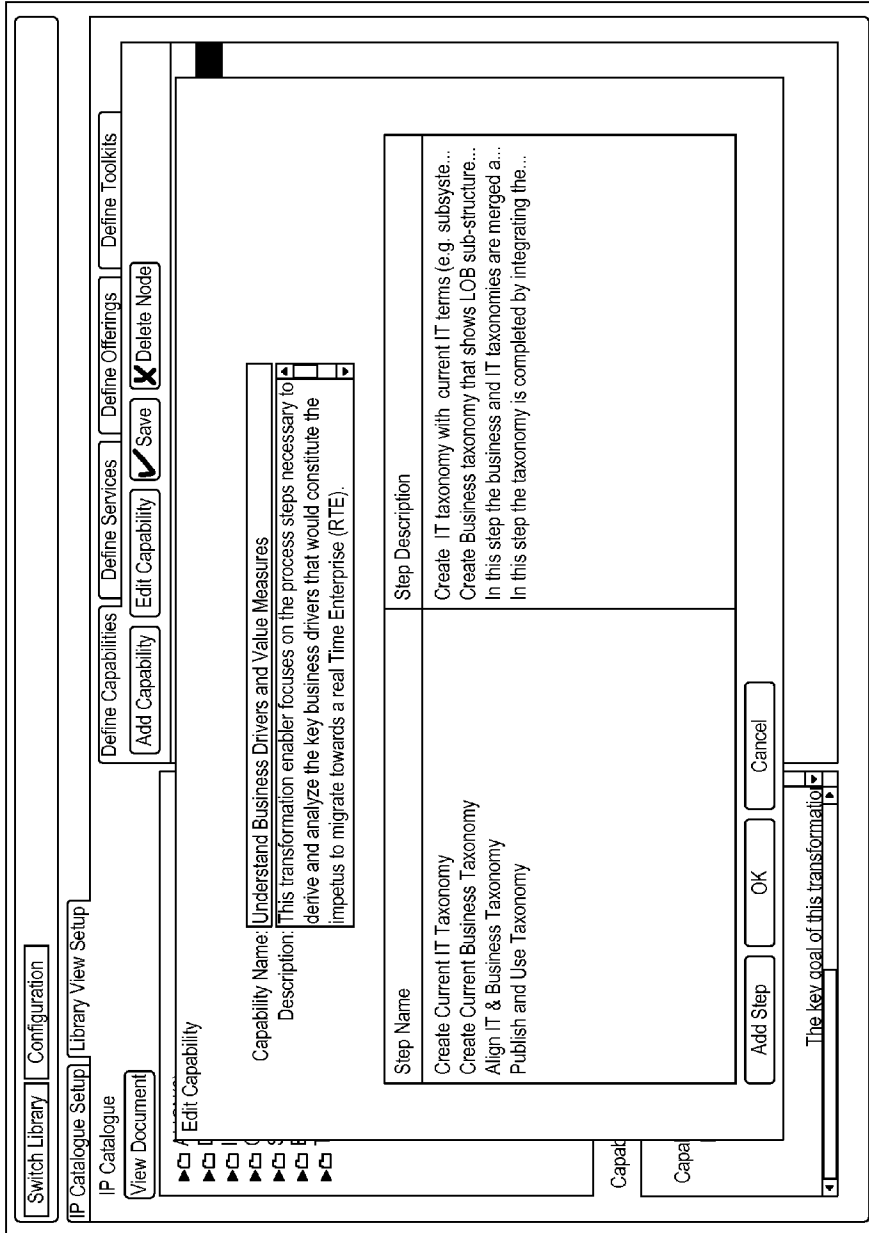 Switch Library
Configuration
IP Catalogue Setup
Library View Setup
IP Catalogue
View Document
Define Capabilities
Define Services
Define Offerings
Define Toolkits
Add Capability
Edit Capability
Save
Delete Node
Edit Capability
Capability Name: Understand Business Drivers and Value Measures
Description: This transformation enabler focuses on the process steps necessary to
derive and analyze the key business drivers that would constitute the
impetus to migrate towards a real Time Enterprise (RTE).
Step Name
Step Description
Create Current IT Taxonomy
Create IT taxonomy with current IT terms (e.g. subsyste...
Create Current Business Taxonomy
Create Business taxonomy that shows LOB sub-structure...
Align IT & Business Taxonomy
In this step the business and IT taxonomies are merged a...
Publish and Use Taxonomy
In this step the taxonomy is completed by integrating the...
Add Step
OK
Cancel
Capab
Capa
The key goal of this transformation